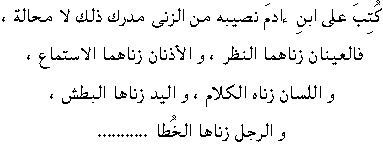 كُتِبَ على ابنِ ءادمَ نصيبه من الزنى مدرك ذلك لا محالة ،
فالعينان زناهما النظر ، و الأذنان زناهما الاستماع ،
و اللسان زناه الكلام ، و اليد زناها البطش ،
و الرجل زناها الخُطا ...........